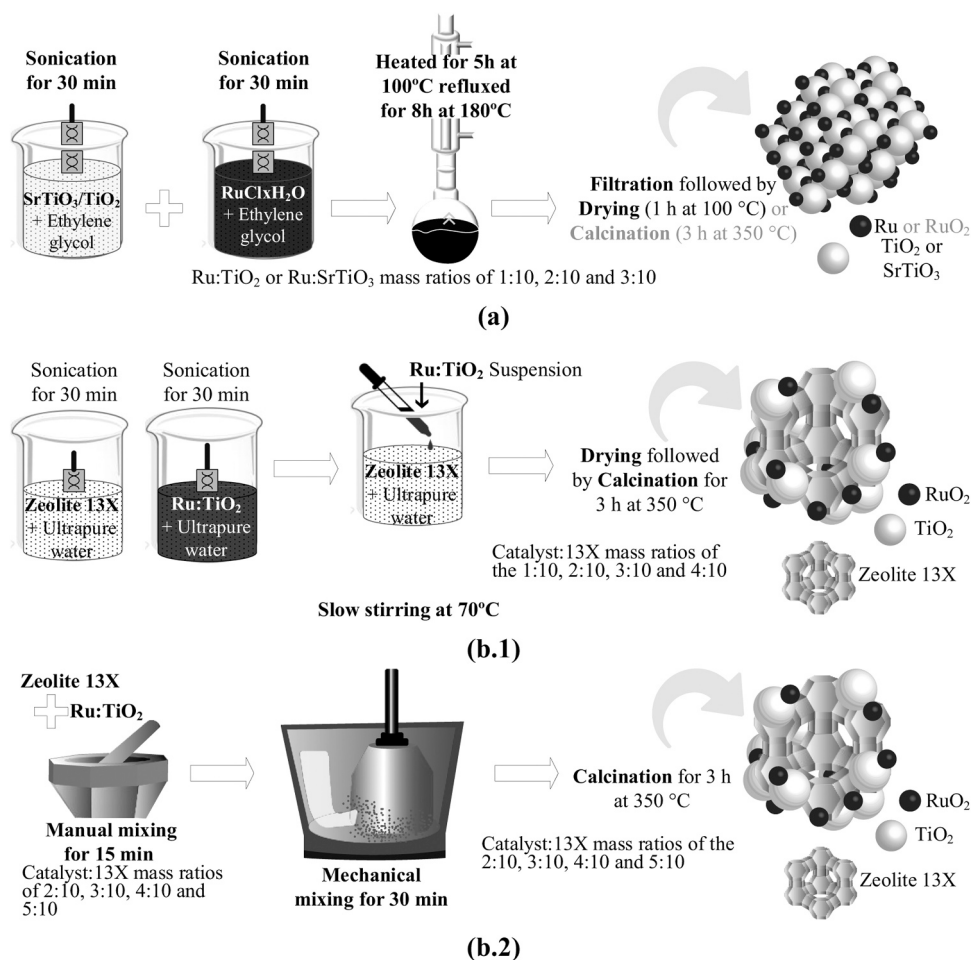 (a)
Sonication
for 30 min
SrTiO3/TiO2
+ Ethylene
glycol
Sonication
for 30 min
RuClxH2O
+ Ethylene
glycol
Heated for 5h at
100ºC refluxed
for 8h at 180ºC
Filtration followed by
Drying (1 h at 100 °C) or
Calcination (3 h at 350 °C)
Ru or RuO2
TiO2 or
SrTiO3
Ru:TiO2 or Ru:SrTiO3 mass ratios of 1:10, 2:10 and 3:10
(a)
Sonication
for 30 min
Zeolite 13X
+ Ultrapure
water
Sonication
for 30 min
Ru:TiO2
+ Ultrapure
water
Ru:TiO2 Suspension
Zeolite 13X
+ Ultrapure
water
Slow stirring at 70ºC
Drying followed
by Calcination for
3 h at 350 °C
Catalyst:13X mass ratios of
the 1:10, 2:10, 3:10 and 4:10
RuO2
TiO2
Zeolite 13X
(b.1)
Zeolite 13X
Ru:TiO2
Manual mixing
for 15 min
Catalyst:13X mass ratios
of 2:10, 3:10, 4:10 and
5:10
Mechanical
mixing for 30 min
Calcination for 3 h
at 350 °C
Catalyst:13X mass ratios of the
2:10, 3:10, 4:10 and 5:10
RuO2
TiO2
Zeolite 13X
(b.2)